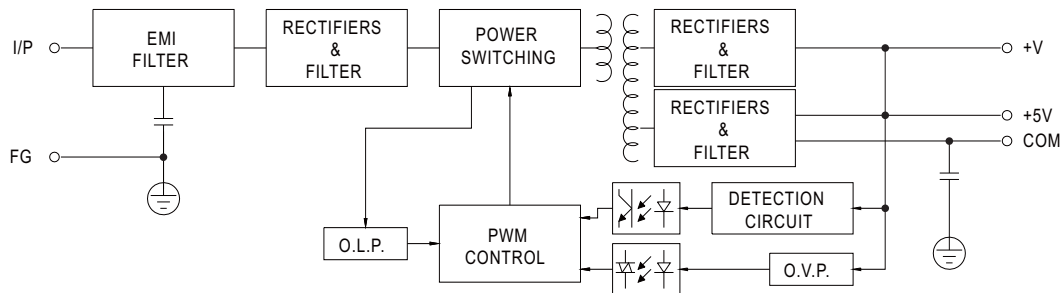 I/P
EMI
FILTER
RECTIFIERS
&
FILTER
POWER
SWITCHING
RECTIFIERS
&
FILTER
+V
RECTIFIERS
&
FILTER
+5V
COM
FG
DETECTION
CIRCUIT
O.L.P.
PWM
CONTROL
O.V.P.